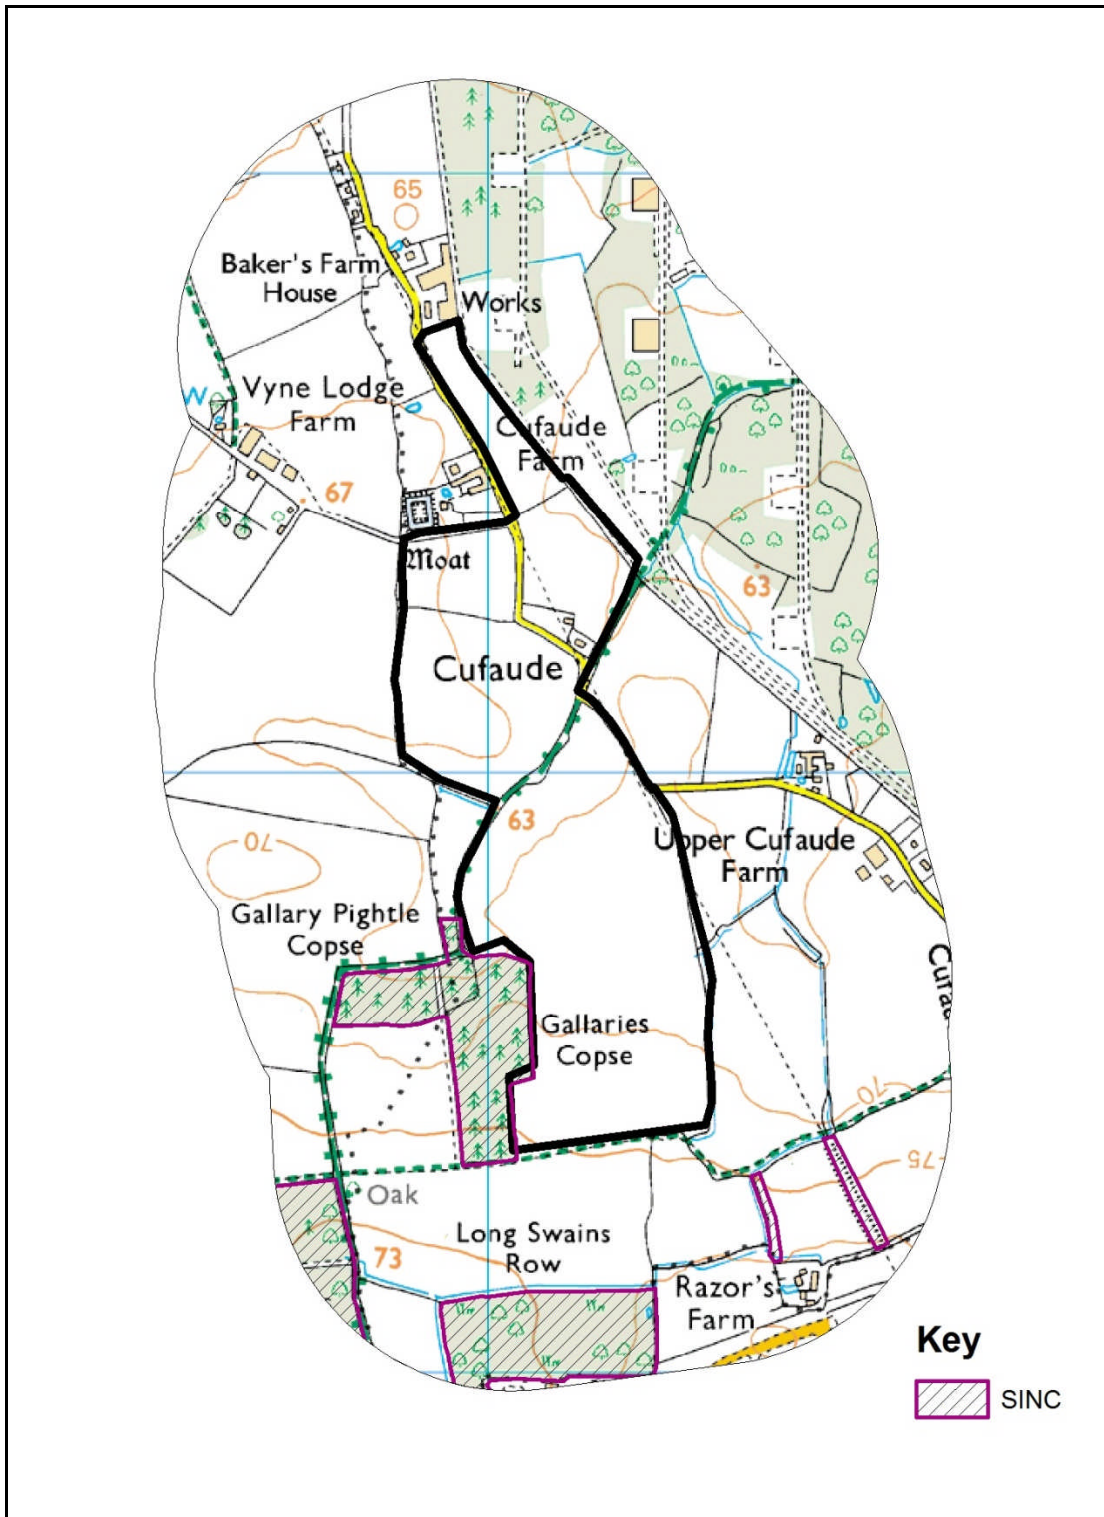 65
Baker's Farm
House
Works
Vyne Lodge
Farm
W
Cufaude
Farm
67
Moat
63
Cufaude
63
70
Upper Cufaude
Farm
Gallary Pightle
Copse
Gallaries
Copse
70
75
Oak
Long Swains
Row
73
Razor's
Farm
Key
SINC